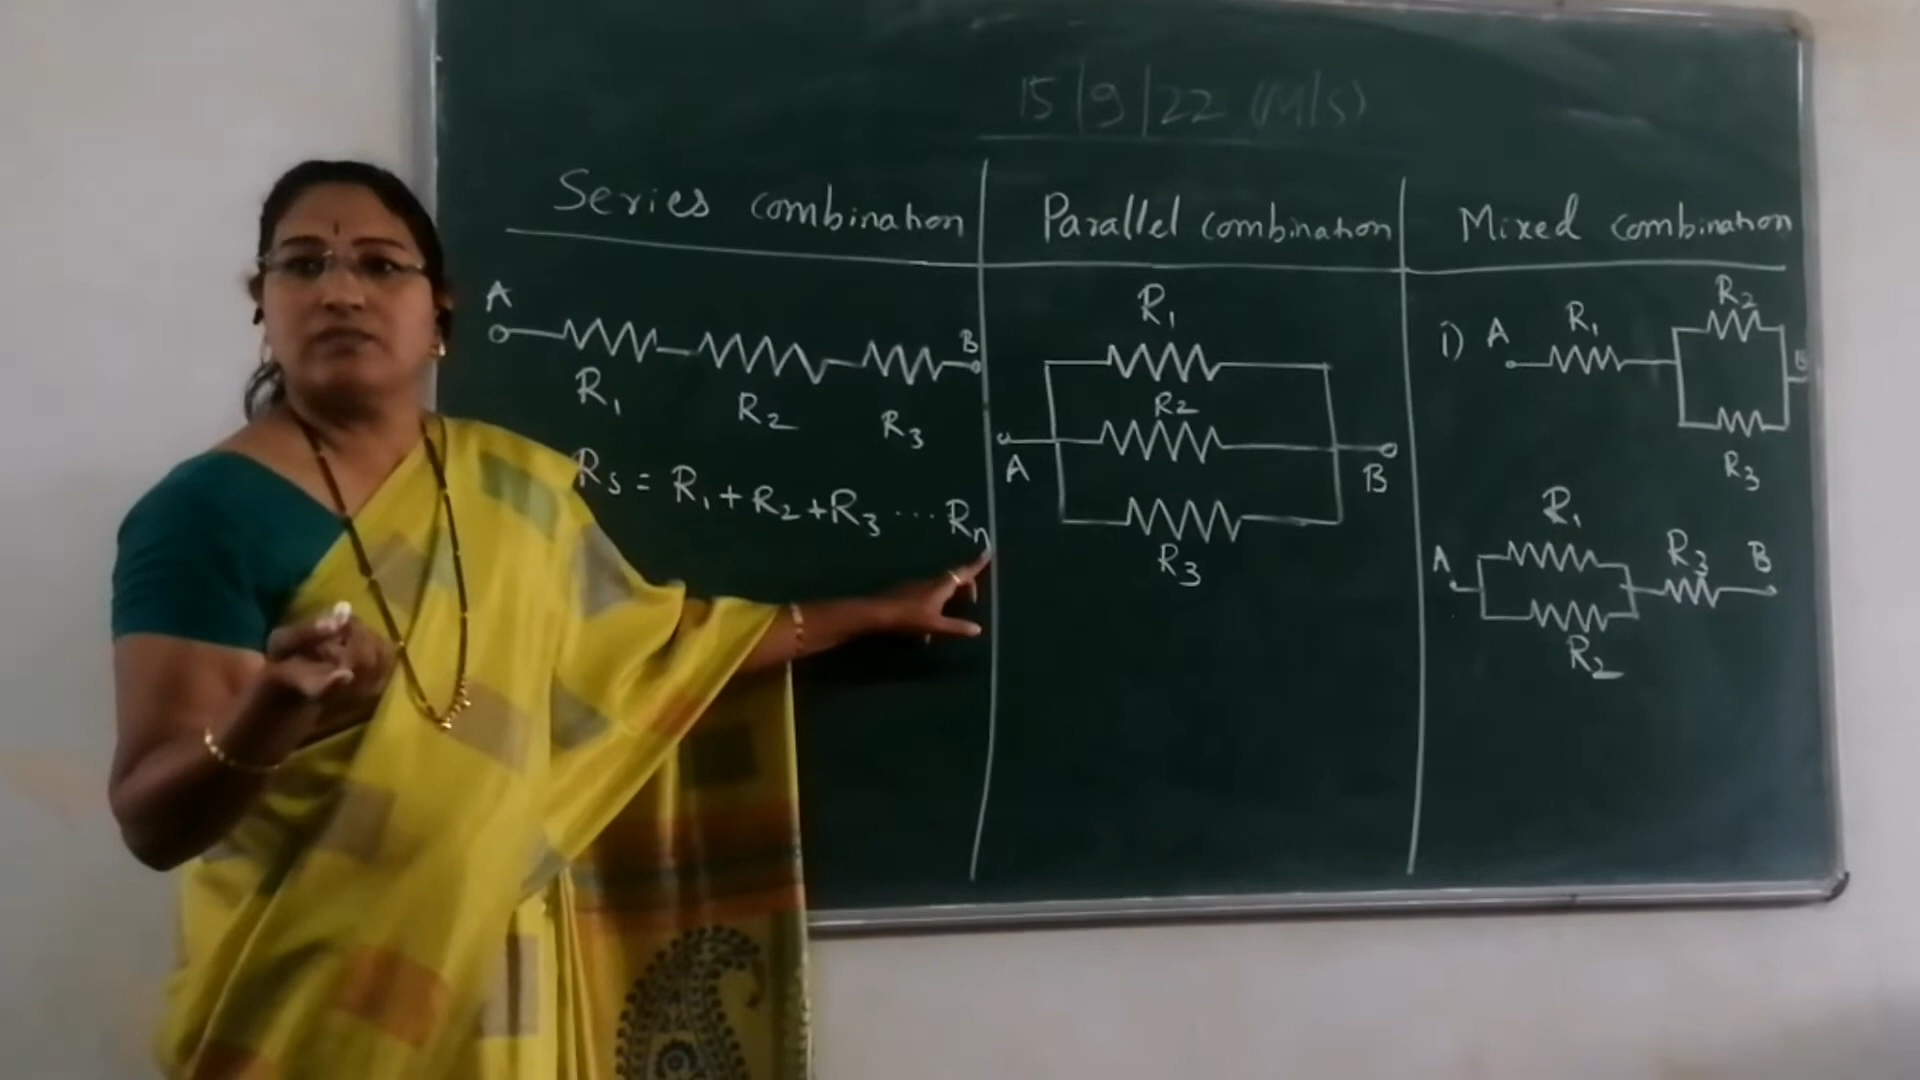 15/9/22 (M/S)
Series combination
A
B
R1
R2
R3
Rs = R1 + R2 + R3 ... Rn
Parallel combination
R1
R2
A
B
R3
Mixed combination
i) A
R1
R2
B
R3
R1
A
R3
B
R2